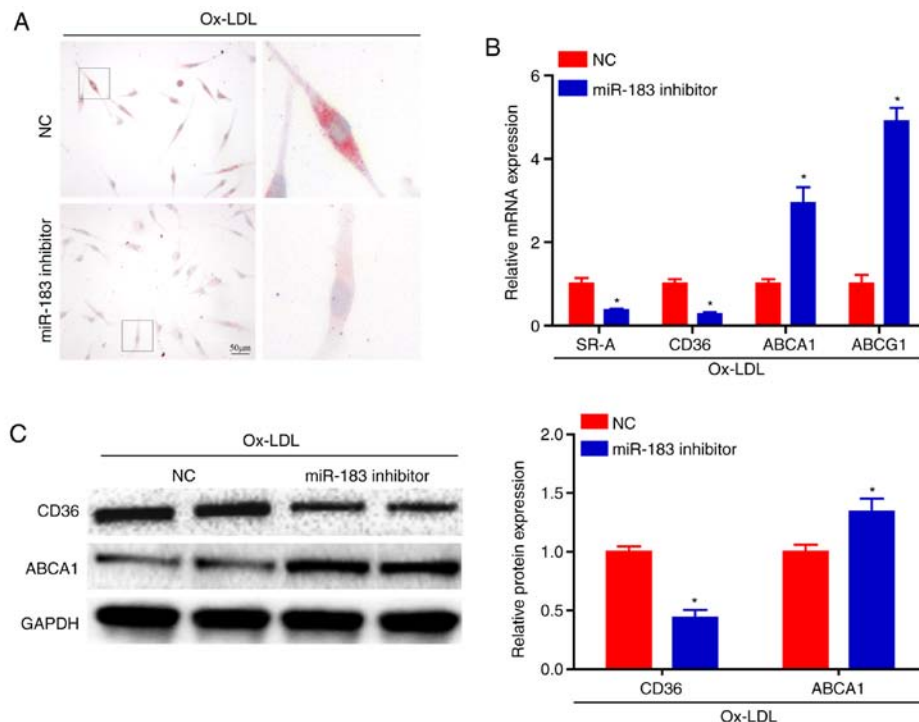 A
Ox-LDL
NC
miR-183 inhibitor
50μm
B
NC
miR-183 inhibitor
Relative mRNA expression
6
4
2
0
* * * *
SR-A CD36 ABCA1 ABCG1
Ox-LDL
C
Ox-LDL
NC miR-183 inhibitor
CD36
ABCA1
GAPDH
NC
miR-183 inhibitor
Relative protein expression
2.0
1.5
1.0
0.5
0.0
* *
CD36 ABCA1
Ox-LDL